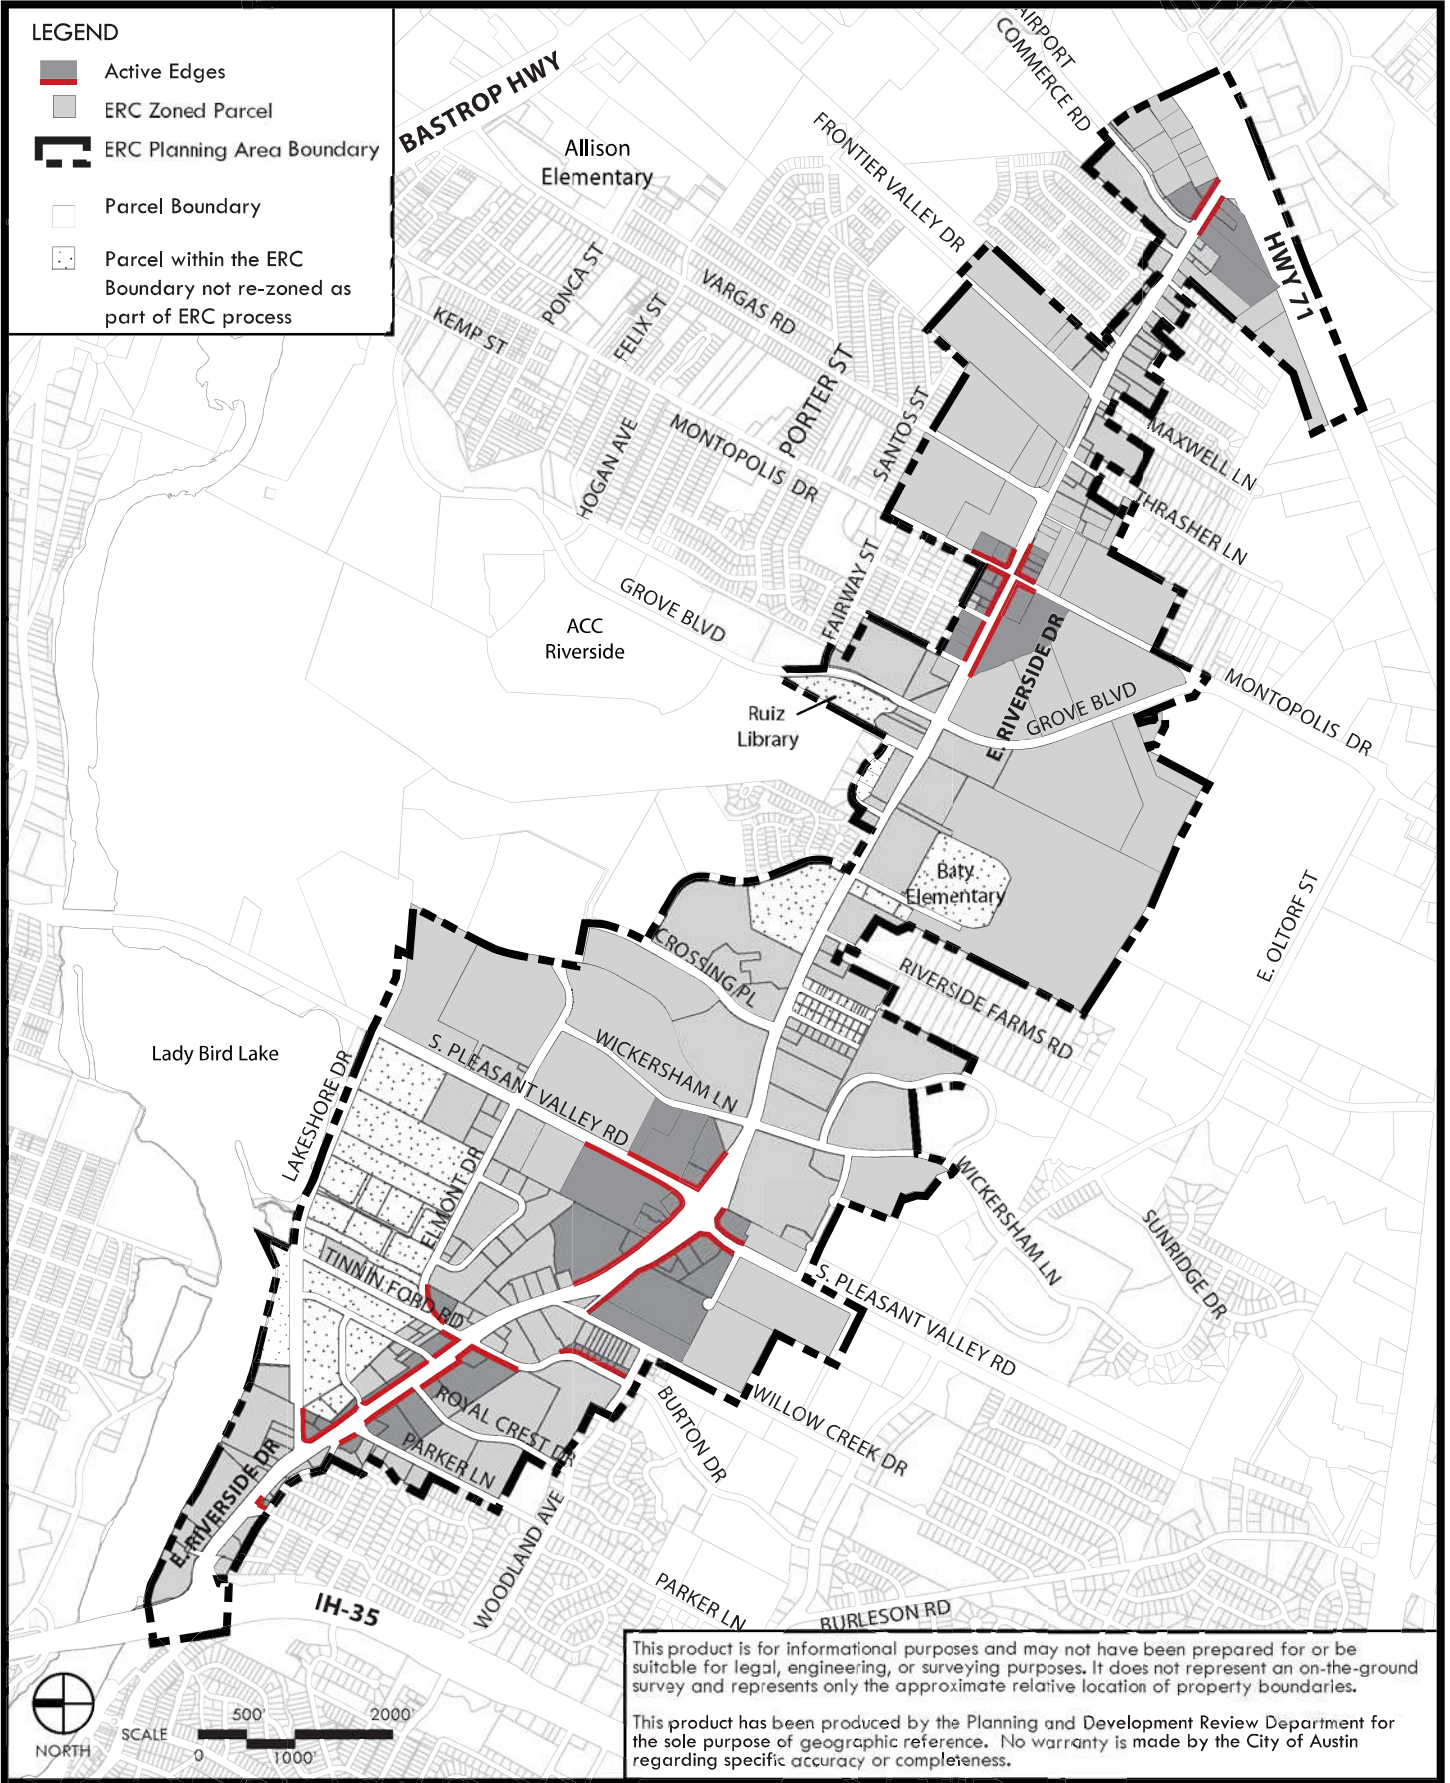 LEGEND
Active Edges
ERC Zoned Parcel
ERC Planning Area Boundary
Parcel Boundary
Parcel within the ERC
Boundary not re-zoned as
part of ERC process
BASTROP HWY
AIRPORT
COMMERCE RD
Allison
Elementary
FRONTIER VALLEY DR
HWY 71
PONCA ST
VARGAS RD
KEMP ST
FELIX ST
PORTER ST
SANTOS ST
HOGAN AVE
MONTOPOLIS DR
MAXWELL LN
THRASHER LN
FAIRWAY ST
GROVE BLVD
ACC
Riverside
E. RIVERSIDE DR
GROVE BLVD
MONTOPOLIS DR
Ruiz
Library
Baty
Elementary
E. OLTORF ST
CROSSING PL
RIVERSIDE FARMS RD
Lady Bird Lake
LAKESHORE DR
S. PLEASANT VALLEY RD
WICKERSHAM LN
ELMONT DR
WICKERSHAM LN
SUNRIDGE DR
TINNIN FORD RD
S. PLEASANT VALLEY RD
ROYAL CREST DR
PARKER LN
BURTON DR
WILLOW CREEK DR
E. RIVERSIDE DR
WOODLAND AVE
IH-35
PARKER LN
BURLESON RD
NORTH
SCALE
500'
2000'
0
1000'
This product is for informational purposes and may not have been prepared for or be
suitable for legal, engineering, or surveying purposes. It does not represent an on-the-ground
survey and represents only the approximate relative location of property boundaries.
This product has been produced by the Planning and Development Review Department for
the sole purpose of geographic reference. No warranty is made by the City of Austin
regarding specific accuracy or completeness.